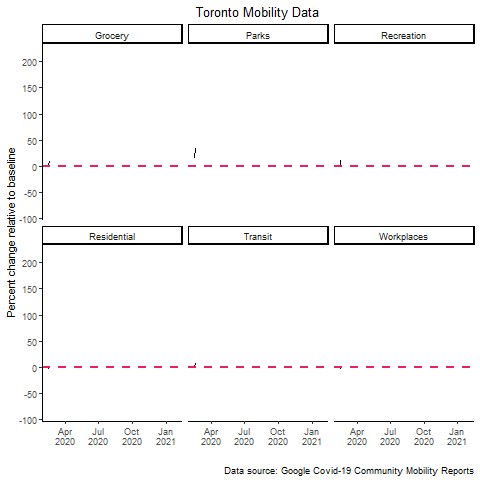 Toronto Mobility Data
Grocery Parks Recreation
200
150
100
50
0
-50
-100
Percent change relative to baseline
Residential Transit Workplaces
200
150
100
50
0
-50
-100
Apr Jul Oct Jan Apr Jul Oct Jan Apr Jul Oct Jan
2020 2020 2020 2021 2020 2020 2020 2021 2020 2020 2020 2021
Data source: Google Covid-19 Community Mobility Reports